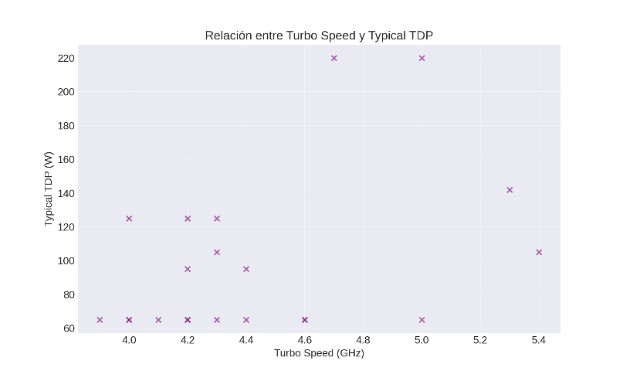 Relación entre Turbo Speed y Typical TDP
220
200
180
160
140
120
100
80
60
Typical TDP (W)
4.0 4.2 4.4 4.6 4.8 5.0 5.2 5.4
Turbo Speed (GHz)